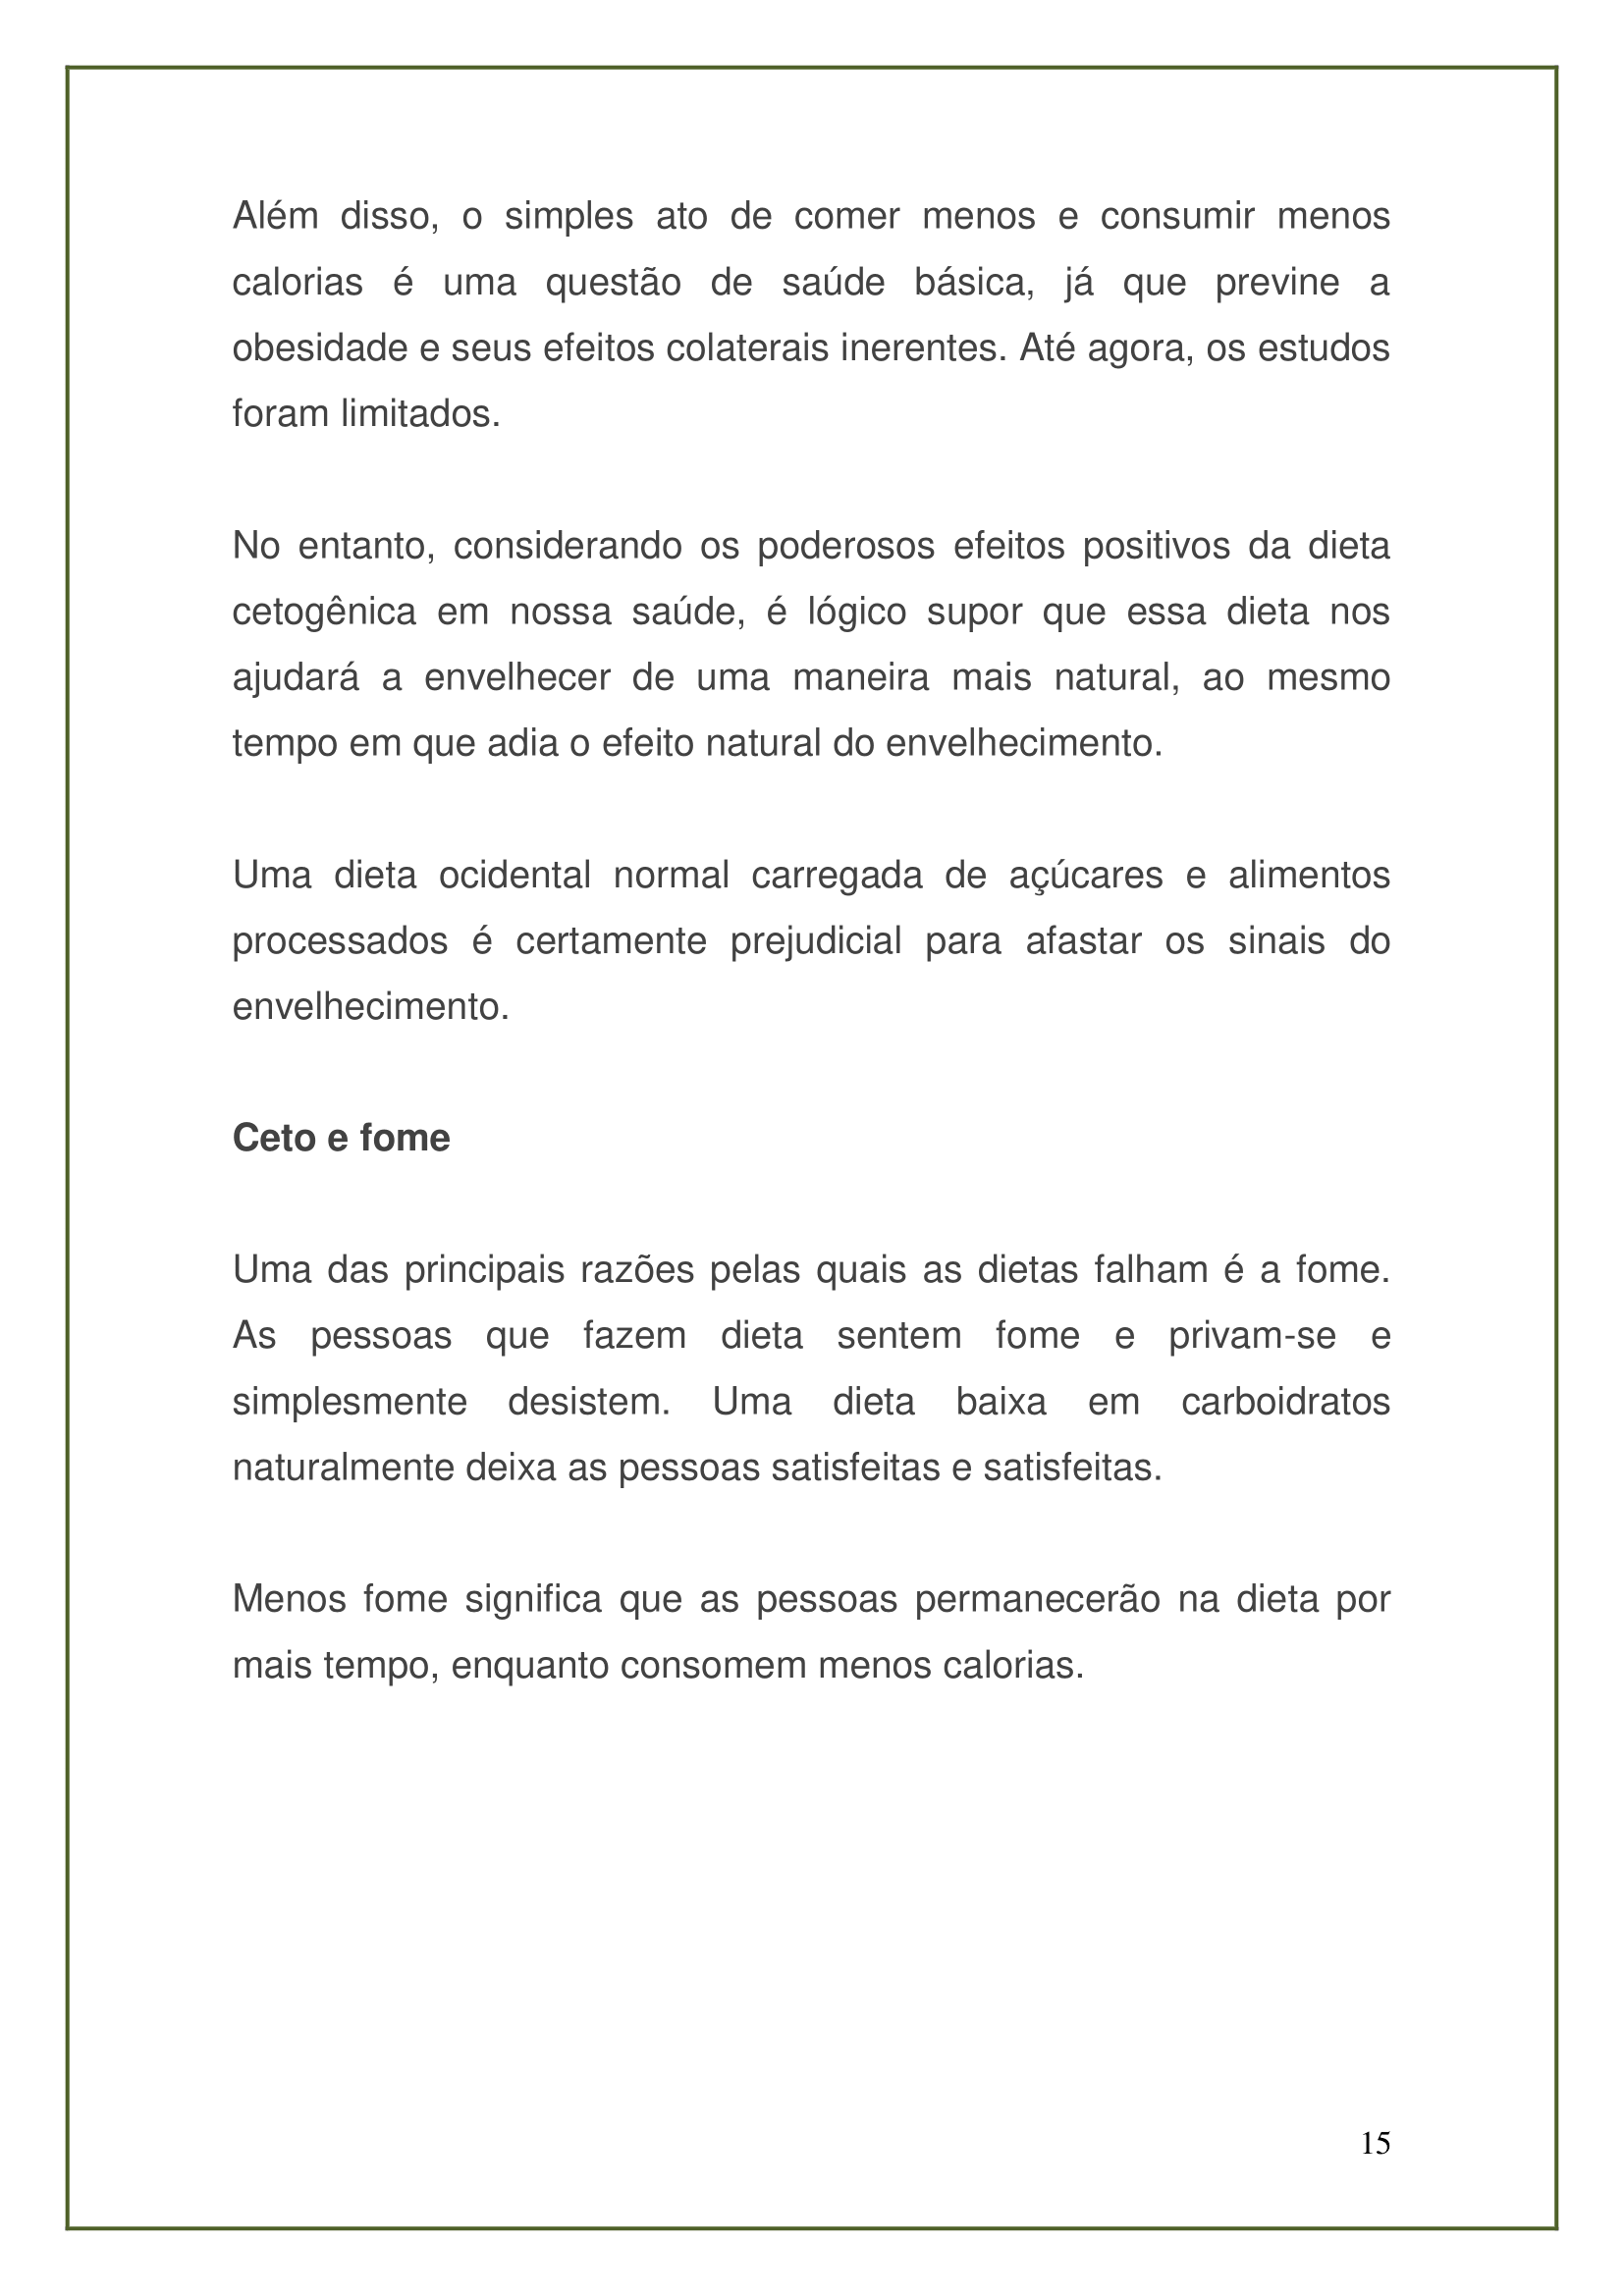 Além disso, o simples ato de comer menos e consumir menos
calorias é uma questão de saúde básica, já que previne a
obesidade e seus efeitos colaterais inerentes. Até agora, os estudos
foram limitados.
No entanto, considerando os poderosos efeitos positivos da dieta
cetogênica em nossa saúde, é lógico supor que essa dieta nos
ajudará a envelhecer de uma maneira mais natural, ao mesmo
tempo em que adia o efeito natural do envelhecimento.
Uma dieta ocidental normal carregada de açúcares e alimentos
processados é certamente prejudicial para afastar os sinais do
envelhecimento.
Ceto e fome
Uma das principais razões pelas quais as dietas falham é a fome.
As pessoas que fazem dieta sentem fome e privam-se e
simplesmente desistem. Uma dieta baixa em carboidratos
naturalmente deixa as pessoas satisfeitas e satisfeitas.
Menos fome significa que as pessoas permanecerão na dieta por
mais tempo, enquanto consomem menos calorias.
15